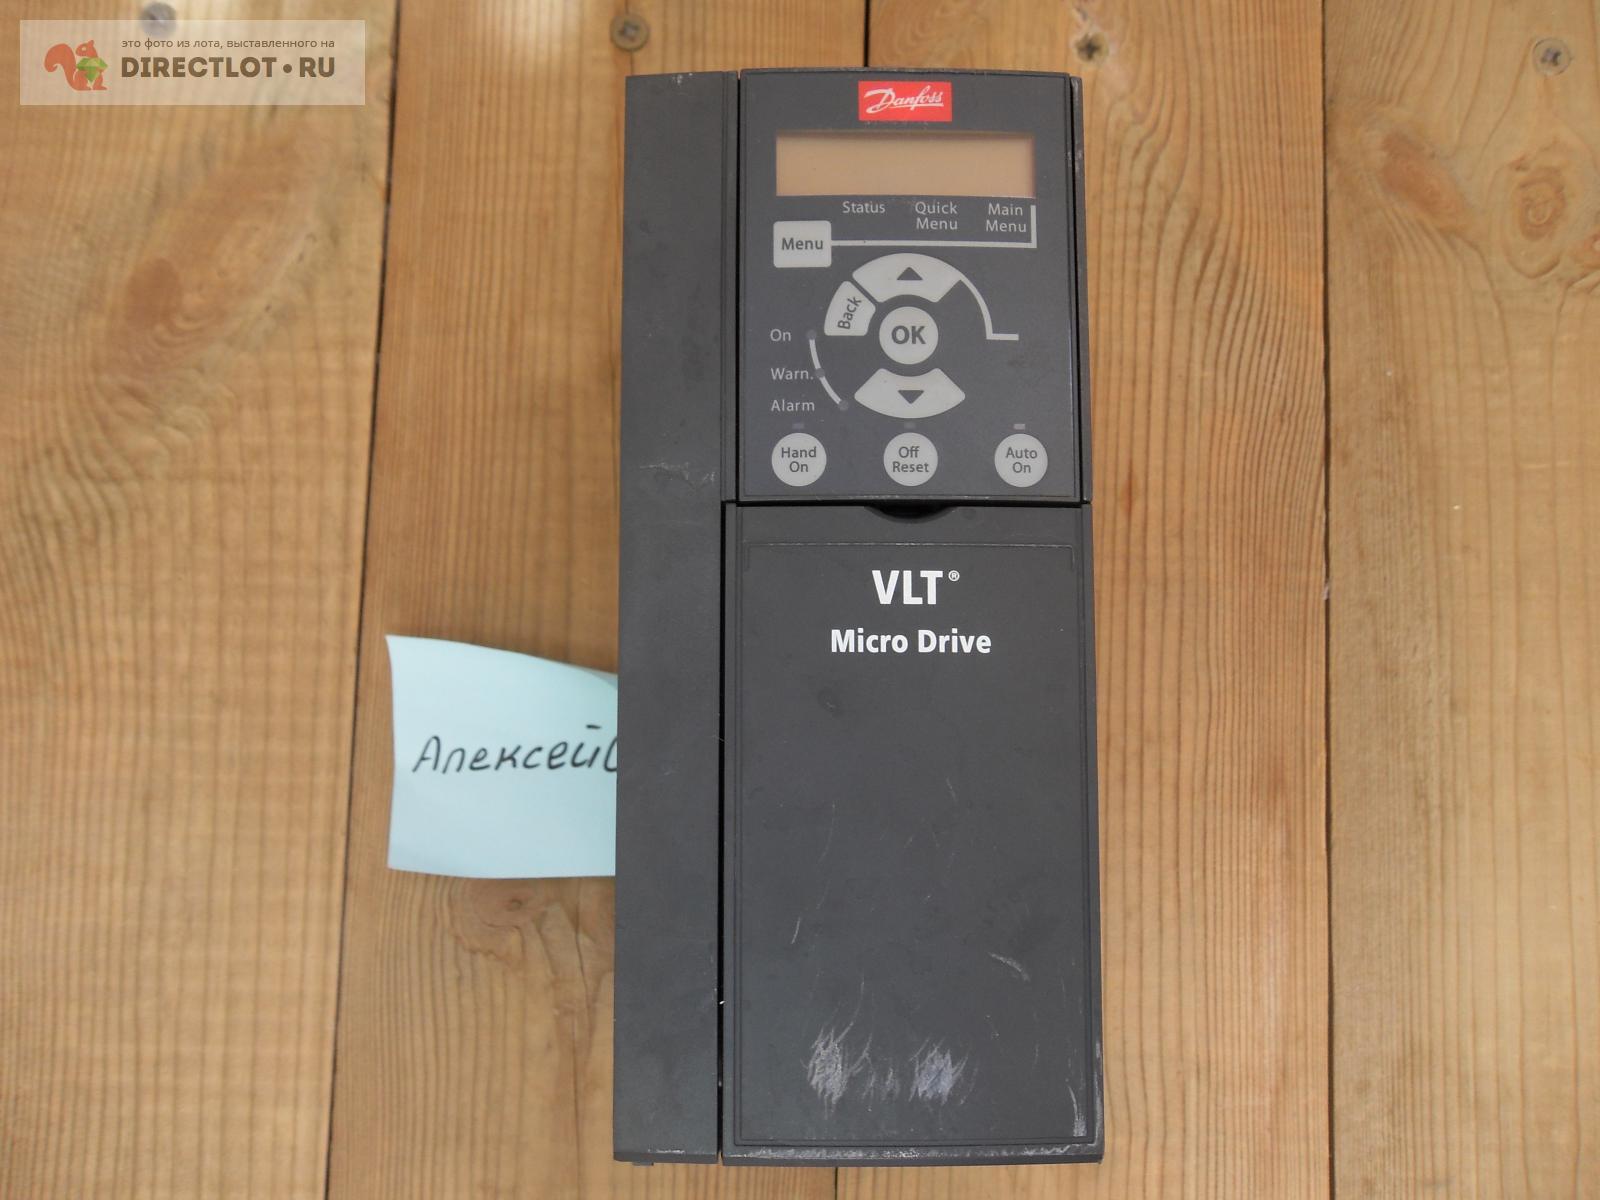 это фото из лота, выставленного на
DIRECTLOT•RU
Danfoss
Status
Quick Menu
Main Menu
Menu
Back
OK
On
Warn.
Alarm
Hand On
Off Reset
Auto On
VLT®
Micro Drive
Алексей